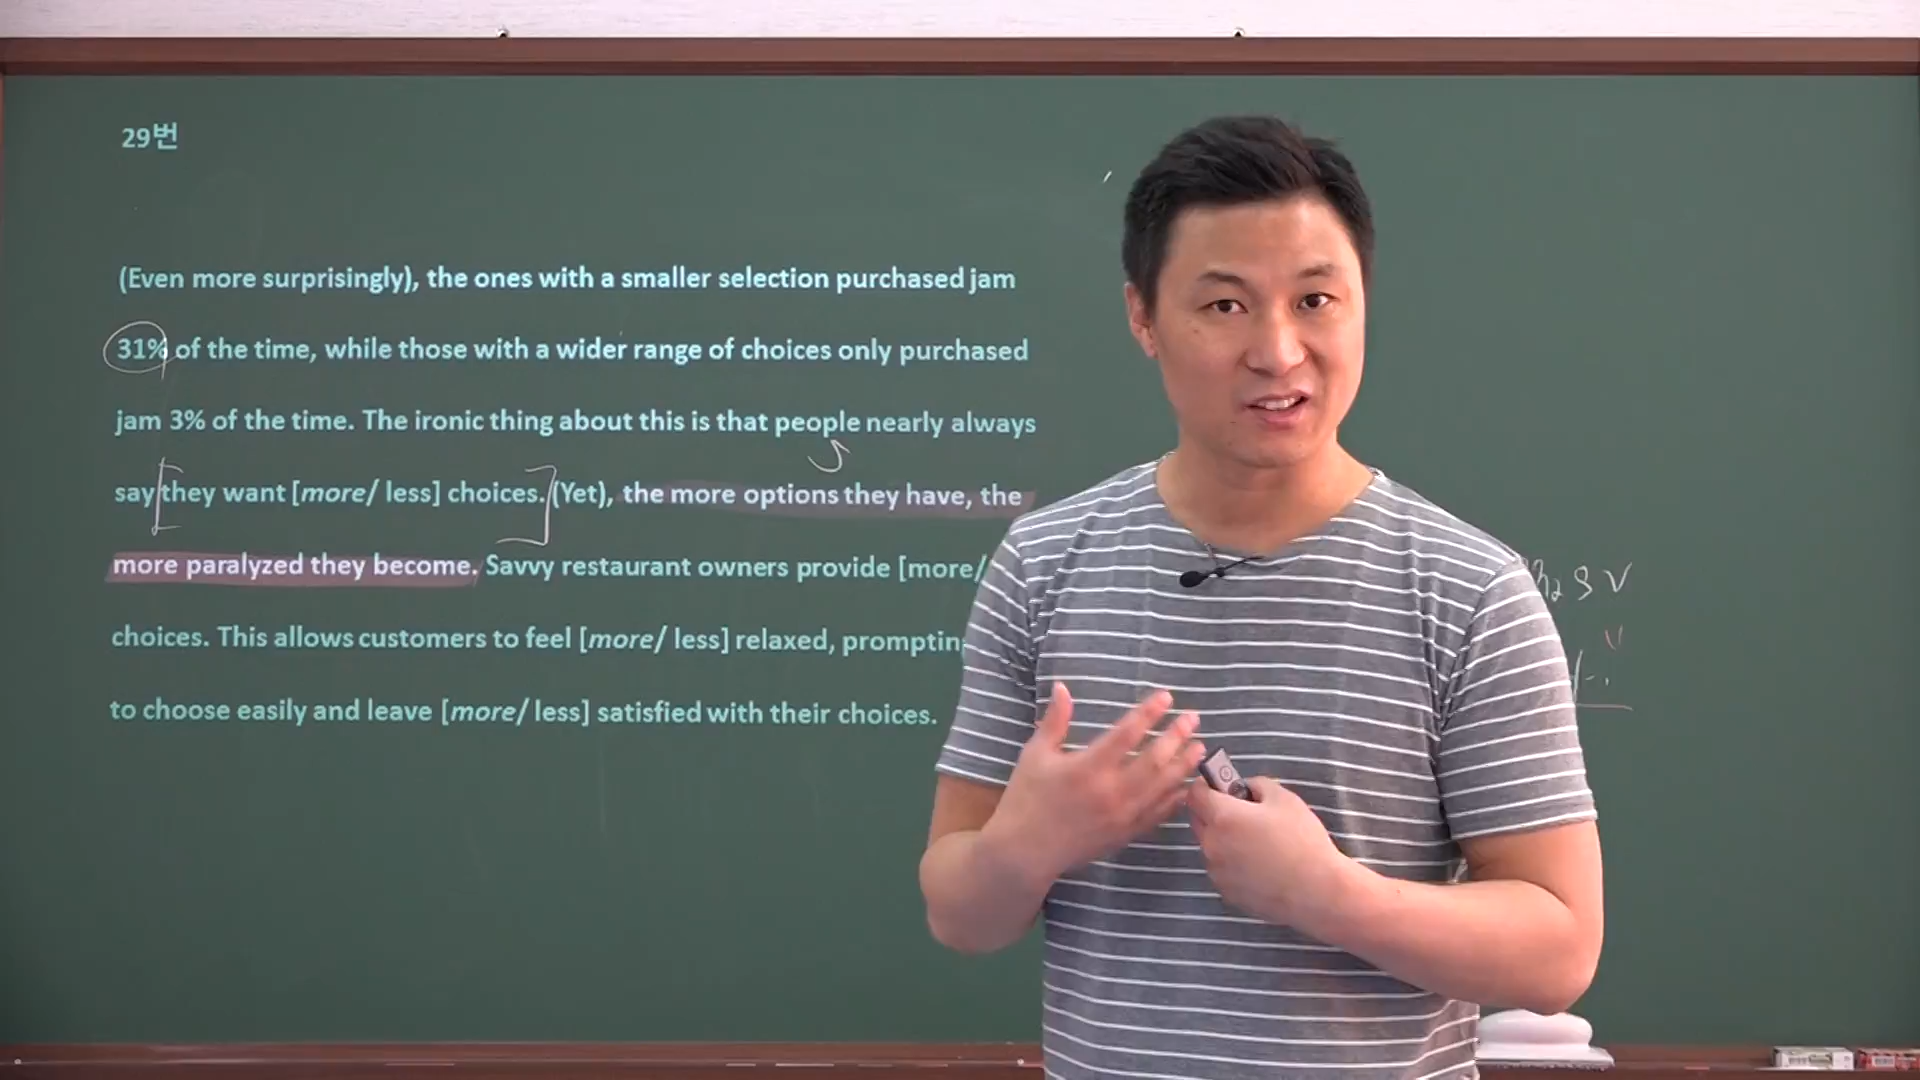 29번
(Even more surprisingly), the ones with a smaller selection purchased jam
31% of the time, while those with a wider range of choices only purchased
jam 3% of the time. The ironic thing about this is that people nearly always
say they want [more/ less] choices. (Yet), the more options they have, the
more paralyzed they become. Savvy restaurant owners provide [more/
choices. This allows customers to feel [more/ less] relaxed,
to choose easily and leave [more/ less] satisfied with their choices.
S V